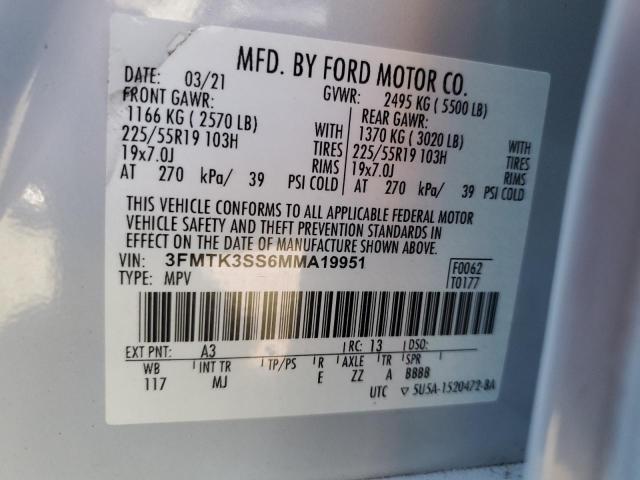 MFD. BY FORD MOTOR CO.
DATE: 03/21 GVWR: 2495 KG (5500 LB)
FRONT GAWR: REAR GAWR:
1166 KG (2570 LB) WITH 1370 KG (3020 LB) WITH
225/55R19 103H TIRES 225/55R19 103H TIRES
19x7.0J RIMS 19x7.0J RIMS
AT 270 kPa/ 39 PSI COLD AT 270 kPa/ 39 PSI COLD
THIS VEHICLE CONFORMS TO ALL APPLICABLE FEDERAL MOTOR
VEHICLE SAFETY AND THEFT PREVENTION STANDARDS IN
EFFECT ON THE DATE OF MANUFACTURE SHOWN ABOVE.
VIN: 3FMTK3SS6MMA19951 F0062
TYPE: MPV T0177
EXT PNT: A3 RC: 13 DSO:
WB INT TR TP/PS R AXLE TR SPR
117 MJ E ZZ A BBBB
UTC 5U5A-1520472-BA